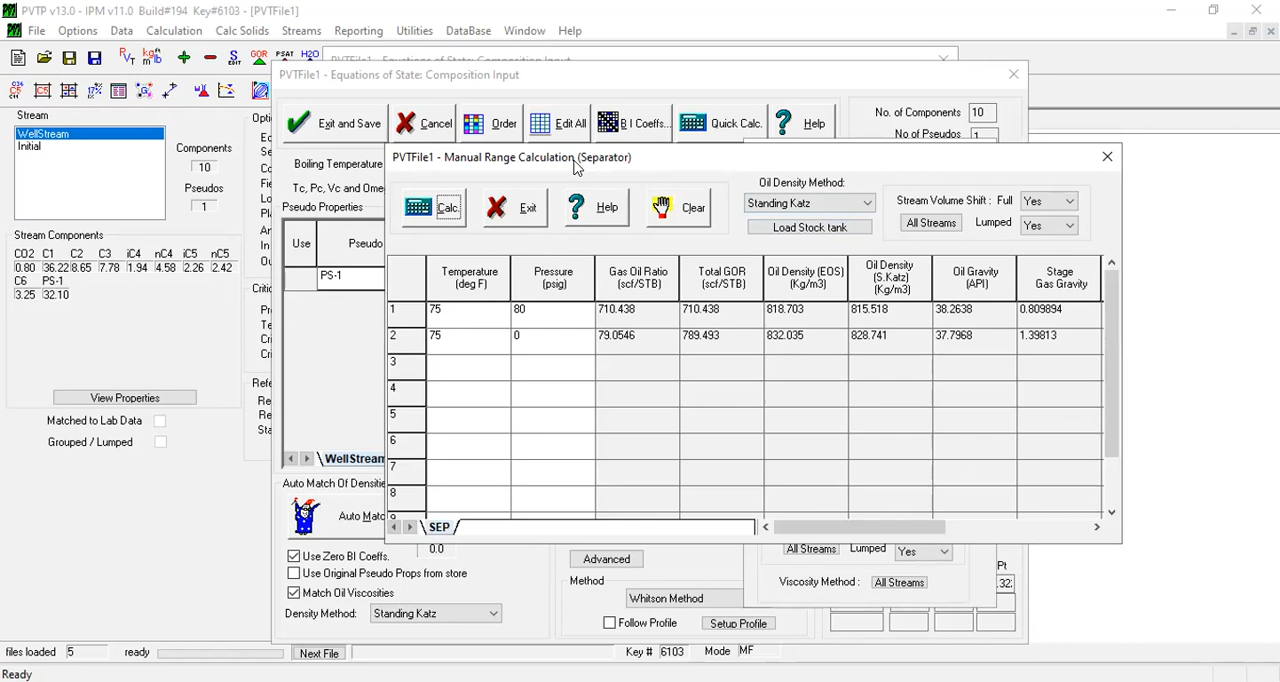 PVTP v13.0 - IPM v11.0 Build#194 Key#6103 - [PVTFile1]
File Options Data Calculation Calc Solids Streams Reporting Utilities DataBase Window Help
Stream
WellStream
Initial
Components
10
Pseudos
1
Stream Components
CO2 C1 C2 C3 iC4 nC4 iC5 nC5
0.80 36.22 8.65 7.78 1.94 4.58 2.26 2.42
C6 PS-1
3.25 32.10
View Properties
Matched to Lab Data
Grouped / Lumped
PVTFile1 - Equations of State: Composition Input
Exit and Save Cancel Order Edit All B I Coeffs... Quick Calc. Help
No. of Components 10
No of Pseudos 1
Boiling Temperature
Tc, Pc, Vc and Ome
Pseudo Properties
Use Pseudo
PS-1
WellStream
Auto Match Of Densitie
Auto Matc
0.0
Use Zero BI Coeffs.
Use Original Pseudo Props from store
Match Oil Viscosities
Density Method: Standing Katz
Advanced
Method
Whitson Method
Follow Profile Setup Profile
All Streams Lumped Yes
Viscosity Method : All Streams
PVTFile1 - Manual Range Calculation (Separator)
Calc. Exit Help Clear
Oil Density Method:
Standing Katz
Load Stock tank
Stream Volume Shift : Full Yes
All Streams Lumped Yes
Temperature (deg F) Pressure (psig) Gas Oil Ratio (scf/STB) Total GOR (scf/STB) Oil Density (EOS) (Kg/m3) Oil Density (S.Katz) (Kg/m3) Oil Gravity (API) Stage Gas Gravity
1 75 80 710.438 710.438 818.703 815.518 38.2638 0.809894
2 75 0 79.0546 789.493 832.035 828.741 37.7968 1.39813
3
4
5
6
7
8
SEP
files loaded 5 ready Next File Key # 6103 Mode MF
Ready